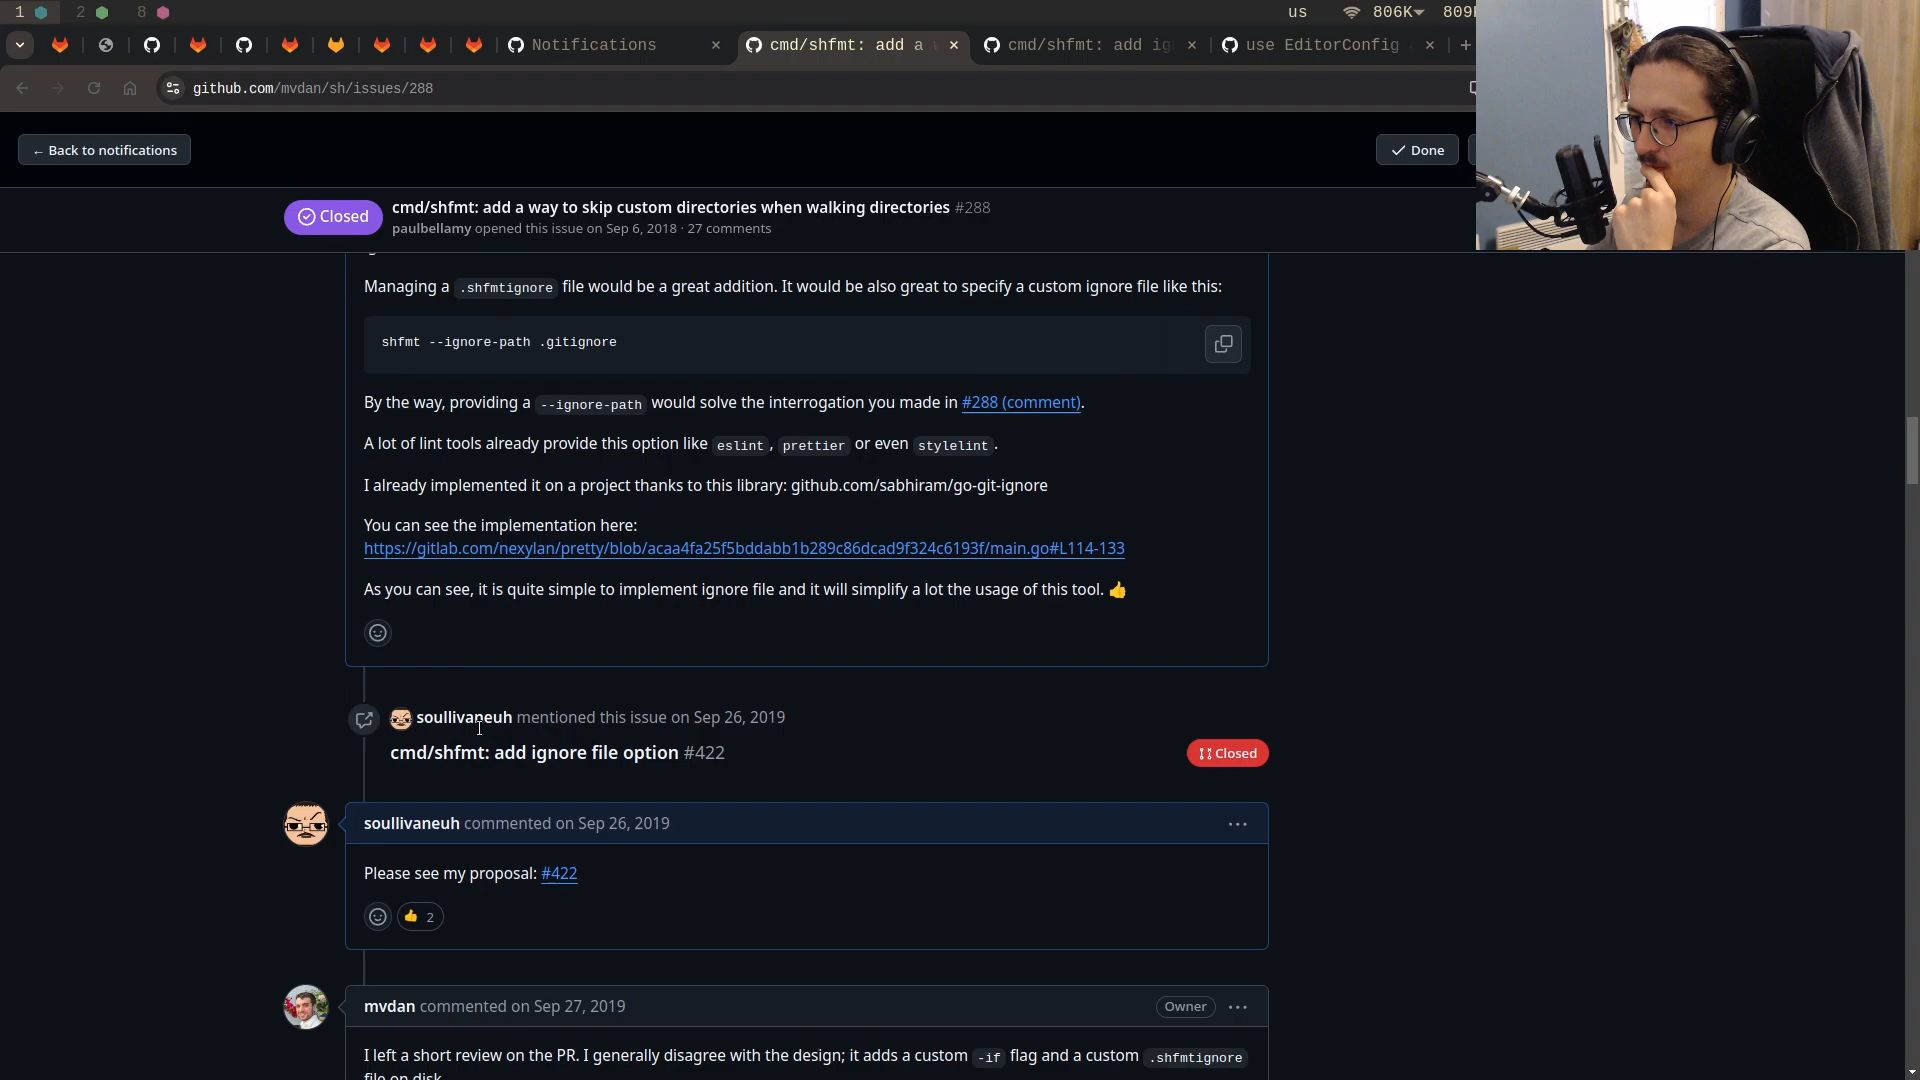 1 2 8 us 806K 809
Notifications × cmd/shfmt: add a × cmd/shfmt: add ig × use EditorConfig × +
github.com/mvdan/sh/issues/288
← Back to notifications
Done
Closed
cmd/shfmt: add a way to skip custom directories when walking directories #288
paulbellamy opened this issue on Sep 6, 2018 · 27 comments
Managing a .shfmtignore file would be a great addition. It would be also great to specify a custom ignore file like this:
shfmt --ignore-path .gitignore
By the way, providing a --ignore-path would solve the interrogation you made in #288 (comment).
A lot of lint tools already provide this option like eslint, prettier or even stylelint.
I already implemented it on a project thanks to this library: github.com/sabhiram/go-git-ignore
You can see the implementation here:
https://gitlab.com/nexylan/pretty/blob/acaa4fa25f5bddabb1b289c86dcad9f324c6193f/main.go#L114-133
As you can see, it is quite simple to implement ignore file and it will simplify a lot the usage of this tool. 👍
soullivaneuh mentioned this issue on Sep 26, 2019
cmd/shfmt: add ignore file option #422
Closed
soullivaneuh commented on Sep 26, 2019
Please see my proposal: #422
👍 2
mvdan commented on Sep 27, 2019
Owner
I left a short review on the PR. I generally disagree with the design; it adds a custom -if flag and a custom .shfmtignore
file on disk.